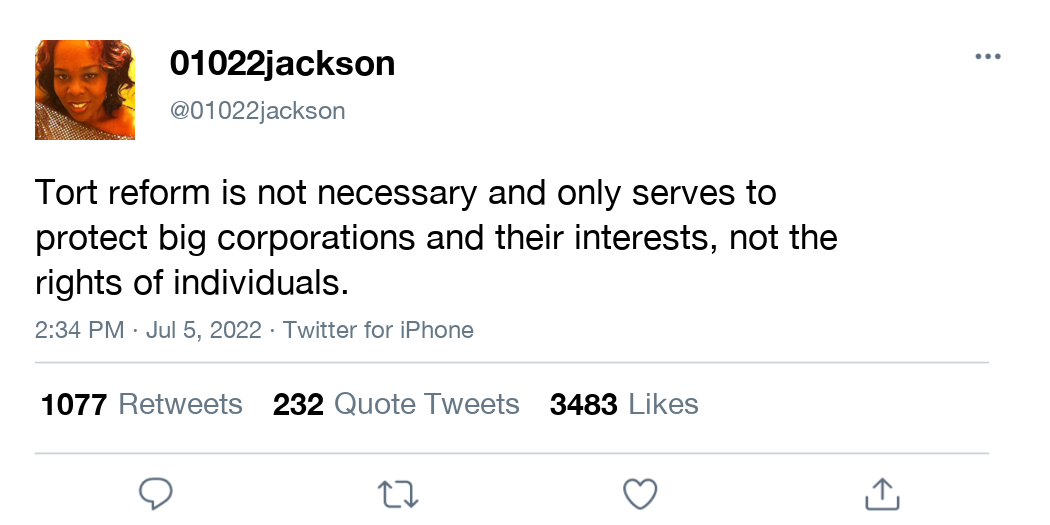 01022jackson
@01022jackson
Tort reform is not necessary and only serves to
protect big corporations and their interests, not the
rights of individuals.
2:34 PM · Jul 5, 2022 · Twitter for iPhone
1077 Retweets 232 Quote Tweets 3483 Likes